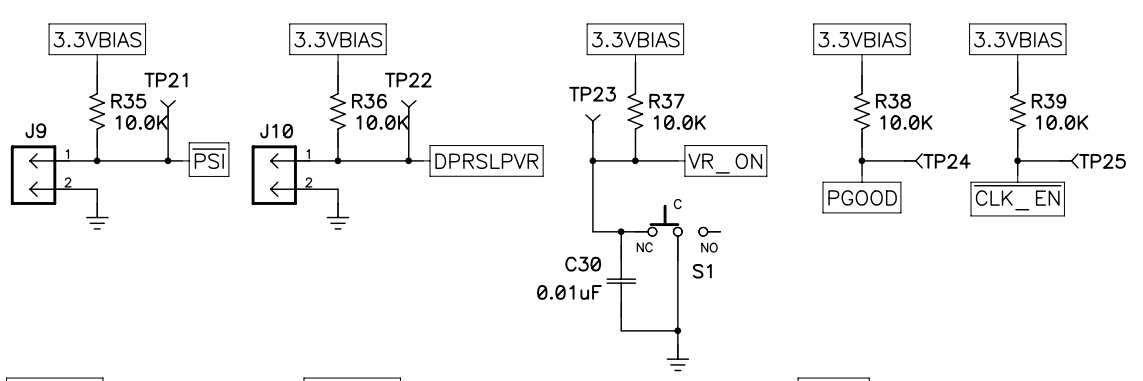 3.3VBIAS 3.3VBIAS 3.3VBIAS 3.3VBIAS 3.3VBIAS
TP21 TP22
R35 R36 TP23 R37 R38 R39
10.0K 10.0K 10.0K 10.0K 10.0K
J9 J10
1 PSI 1 DPRSLPVR VR_ON TP24 TP25
2 2
PGOOD CLK_EN
C
NC NO
C30 S1
0.01uF